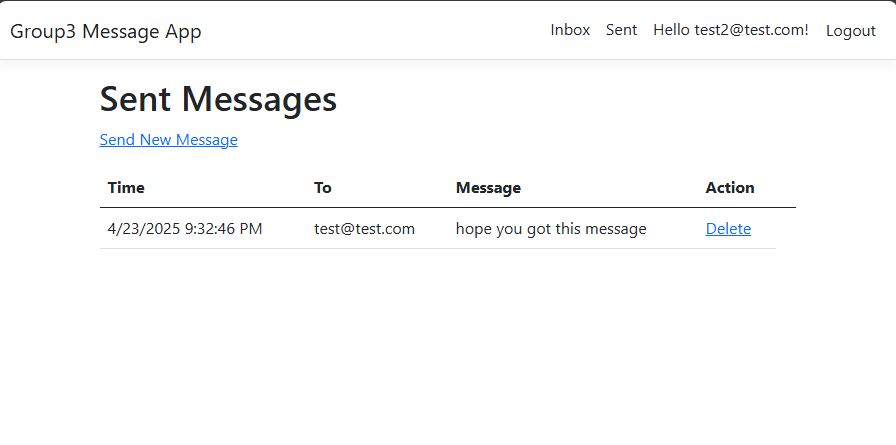 Group3 Message App Inbox Sent Hello test2@test.com! Logout
Sent Messages
Send New Message
Time To Message Action
4/23/2025 9:32:46 PM test@test.com hope you got this message Delete